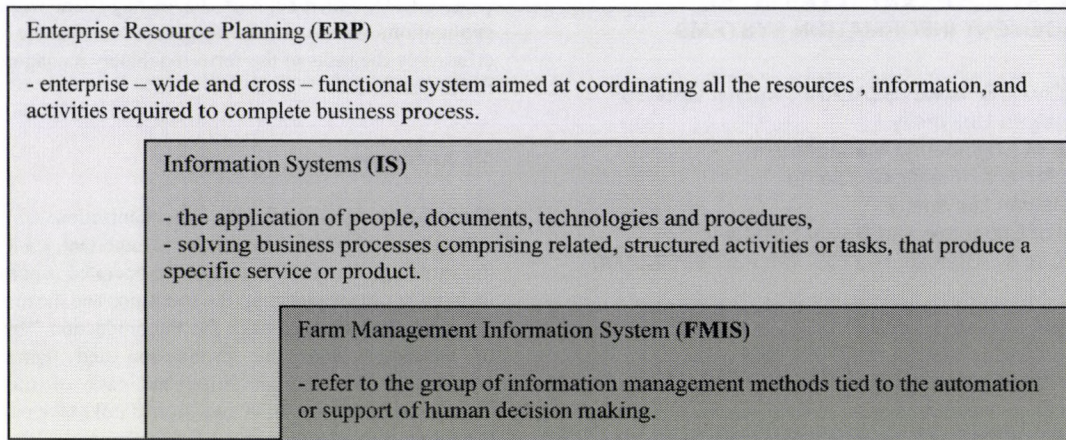 Enterprise Resource Planning (ERP)
- enterprise – wide and cross – functional system aimed at coordinating all the resources , information, and
activities required to complete business process.
Information Systems (IS)
- the application of people, documents, technologies and procedures,
- solving business processes comprising related, structured activities or tasks, that produce a
specific service or product.
Farm Management Information System (FMIS)
- refer to the group of information management methods tied to the automation
or support of human decision making.